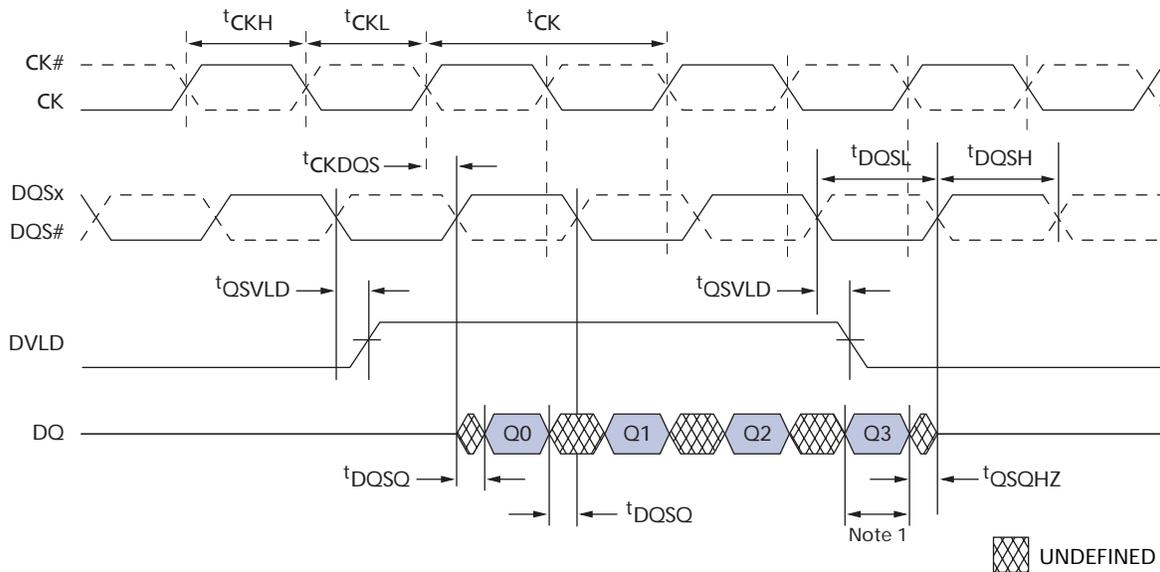 tCKH
tCKL
tCK
CK#
CK
tCKDQS
tDQSL
tDQSH
DQSx
DQS#
tQSVLD
tQSVLD
DVLD
DQ
Q0
Q1
Q2
Q3
tDQSQ
tQSQHZ
tDQSQ
Note 1
UNDEFINED